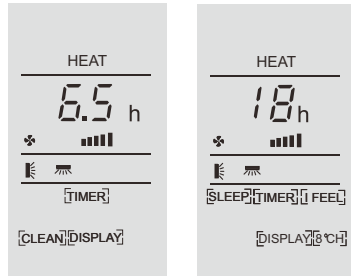 HEAT
6.5 h
TIMER
CLEAN DISPLAY
HEAT
18 h
SLEEP TIMER I FEEL
DISPLAY 8℃H